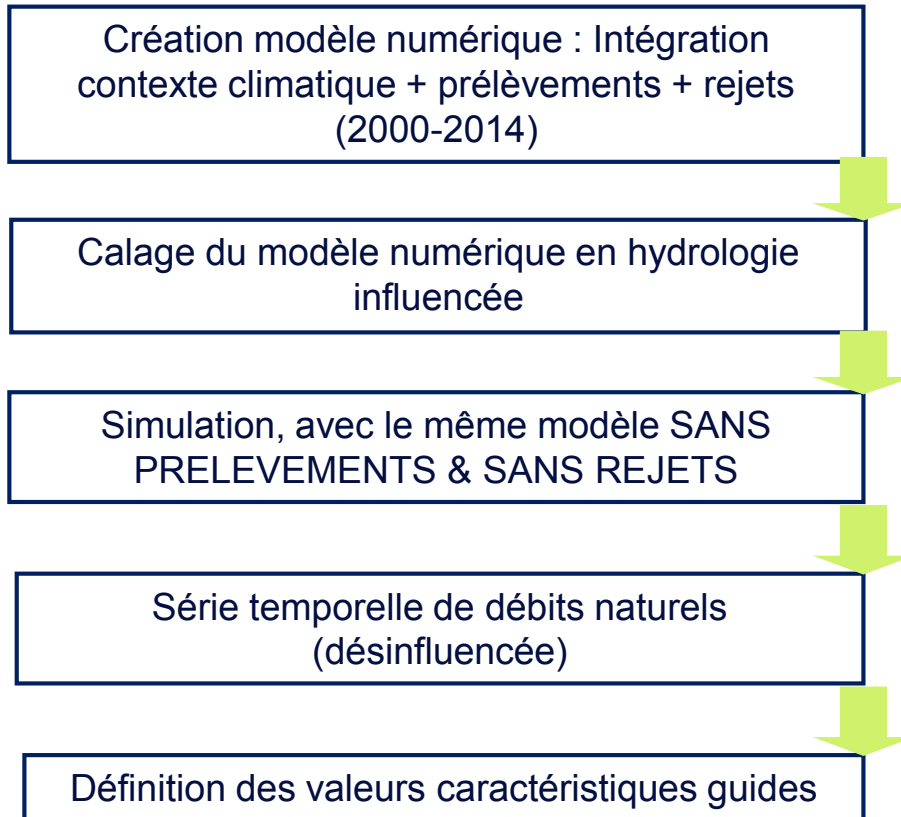 Création modèle numérique : Intégration
contexte climatique + prélèvements + rejets
(2000-2014)
Calage du modèle numérique en hydrologie
influencée
Simulation, avec le même modèle SANS
PRELEVEMENTS & SANS REJETS
Série temporelle de débits naturels
(désinfluencée)
Définition des valeurs caractéristiques guides